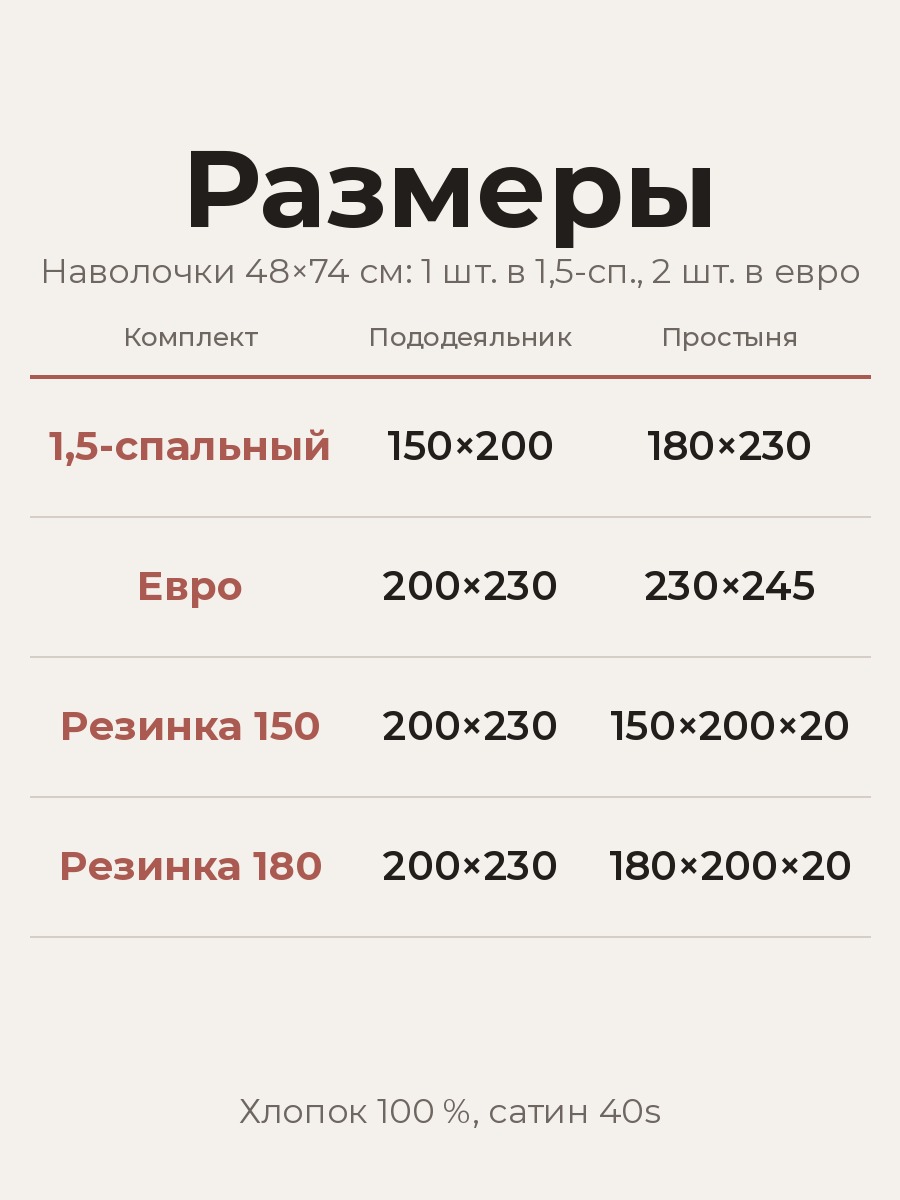 Размеры
Наволочки 48×74 см: 1 шт. в 1,5-сп., 2 шт. в евро
Комплект Пододеяльник Простыня
1,5-спальный 150×200 180×230
Евро 200×230 230×245
Резинка 150 200×230 150×200×20
Резинка 180 200×230 180×200×20
Хлопок 100 %, сатин 40s